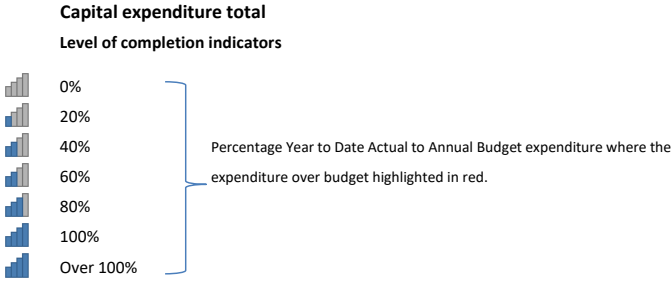 Capital expenditure total
Level of completion indicators
0%
20%
40%
Percentage Year to Date Actual to Annual Budget expenditure where the
60%
expenditure over budget highlighted in red.
80%
100%
Over 100%